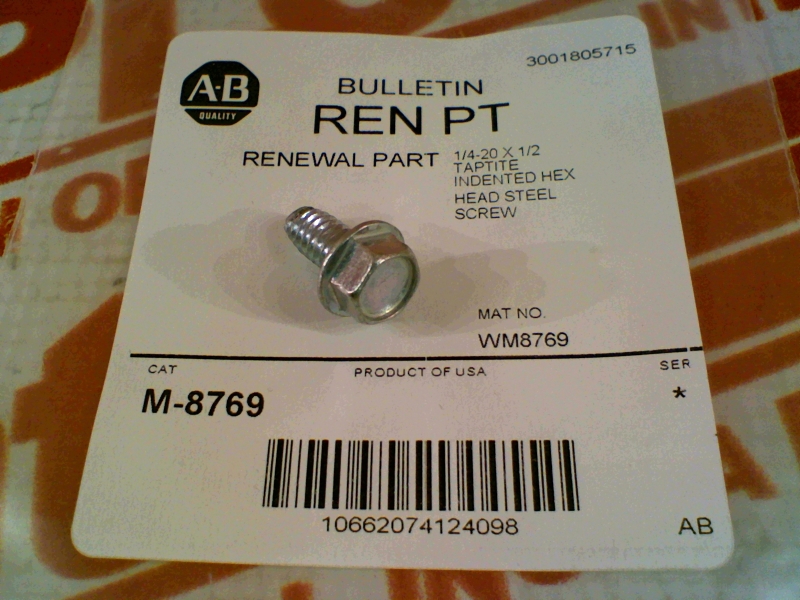 3001805715
A-B
QUALITY
BULLETIN
REN PT
RENEWAL PART
1/4-20 X 1/2
TAPTITE
INDENTED HEX
HEAD STEEL
SCREW
MAT NO.
WM8769
CAT
PRODUCT OF USA
SER
M-8769
*
10662074124098
AB